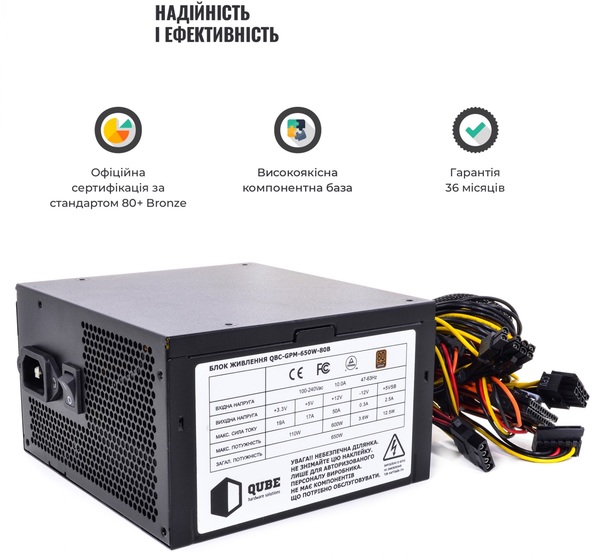 НАДІЙНІСТЬ
І ЕФЕКТИВНІСТЬ
Офіційна
сертифікація за
стандартом 80+ Bronze
Високоякісна
компонентна база
Гарантія
36 місяців
БЛОК ЖИВЛЕННЯ QBC-GPM-650W-80B
CE FC
ВХІДНА НАПРУГА 100-240Vac 10.0A 47-63Hz
ВИХІДНА НАПРУГА +3.3V +5V +12V -12V +5VSB
МАКС. СИЛА ТОКУ 18A 17A 50A 0.3A 2.5A
МАКС. ПОТУЖНІСТЬ 110W 600W 3.6W 12.5W
ЗАГАЛ. ПОТУЖНІСТЬ 650W
QUBE
hardware solutions
УВАГА!! НЕБЕЗПЕЧНА ДІЛЯНКА.
НЕ ЗНІМАЙТЕ ЦЮ НАКЛЕЙКУ.
ЛИШЕ ДЛЯ АВТОРИЗОВАНОГО
ПЕРСОНАЛУ ВИРОБНИКА.
НЕ МАЄ КОМПОНЕНТІВ
ЩО ПОТРІБНО ОБСЛУГОВУВАТИ.